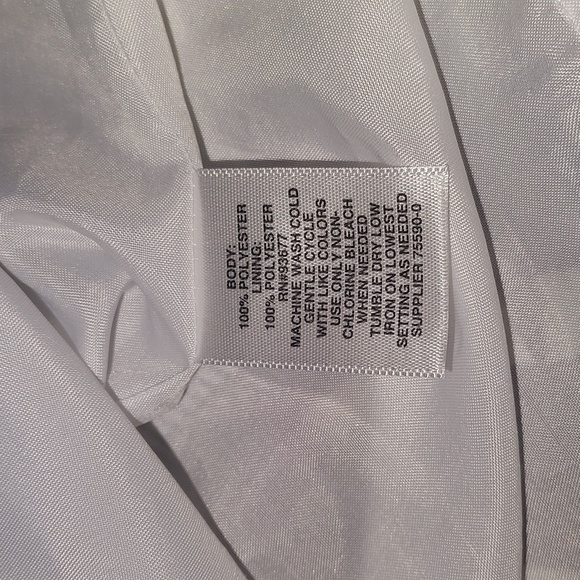 BODY:
100% POLYESTER
LINING:
100% POLYESTER
RN#93677
MACHINE WASH COLD
GENTLE CYCLE
WITH LIKE COLORS
USE ONLY NON-
CHLORINE BLEACH
WHEN NEEDED
TUMBLE DRY LOW
IRON ON LOWEST
SETTING AS NEEDED
SUPPLIER 75590-0